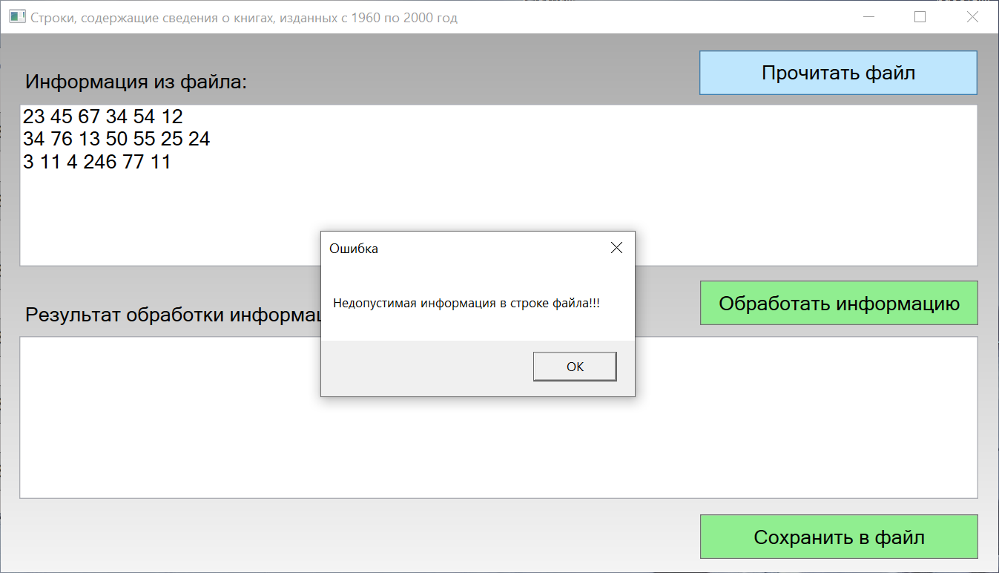 Строки, содержащие сведения о книгах, изданных с 1960 по 2000 год
Прочитать файл
Информация из файла:
23 45 67 34 54 12
34 76 13 50 55 25 24
3 11 4 246 77 11
Ошибка
Недопустимая информация в строке файла!!!
OK
Обработать информацию
Результат обработки
Сохранить в файл